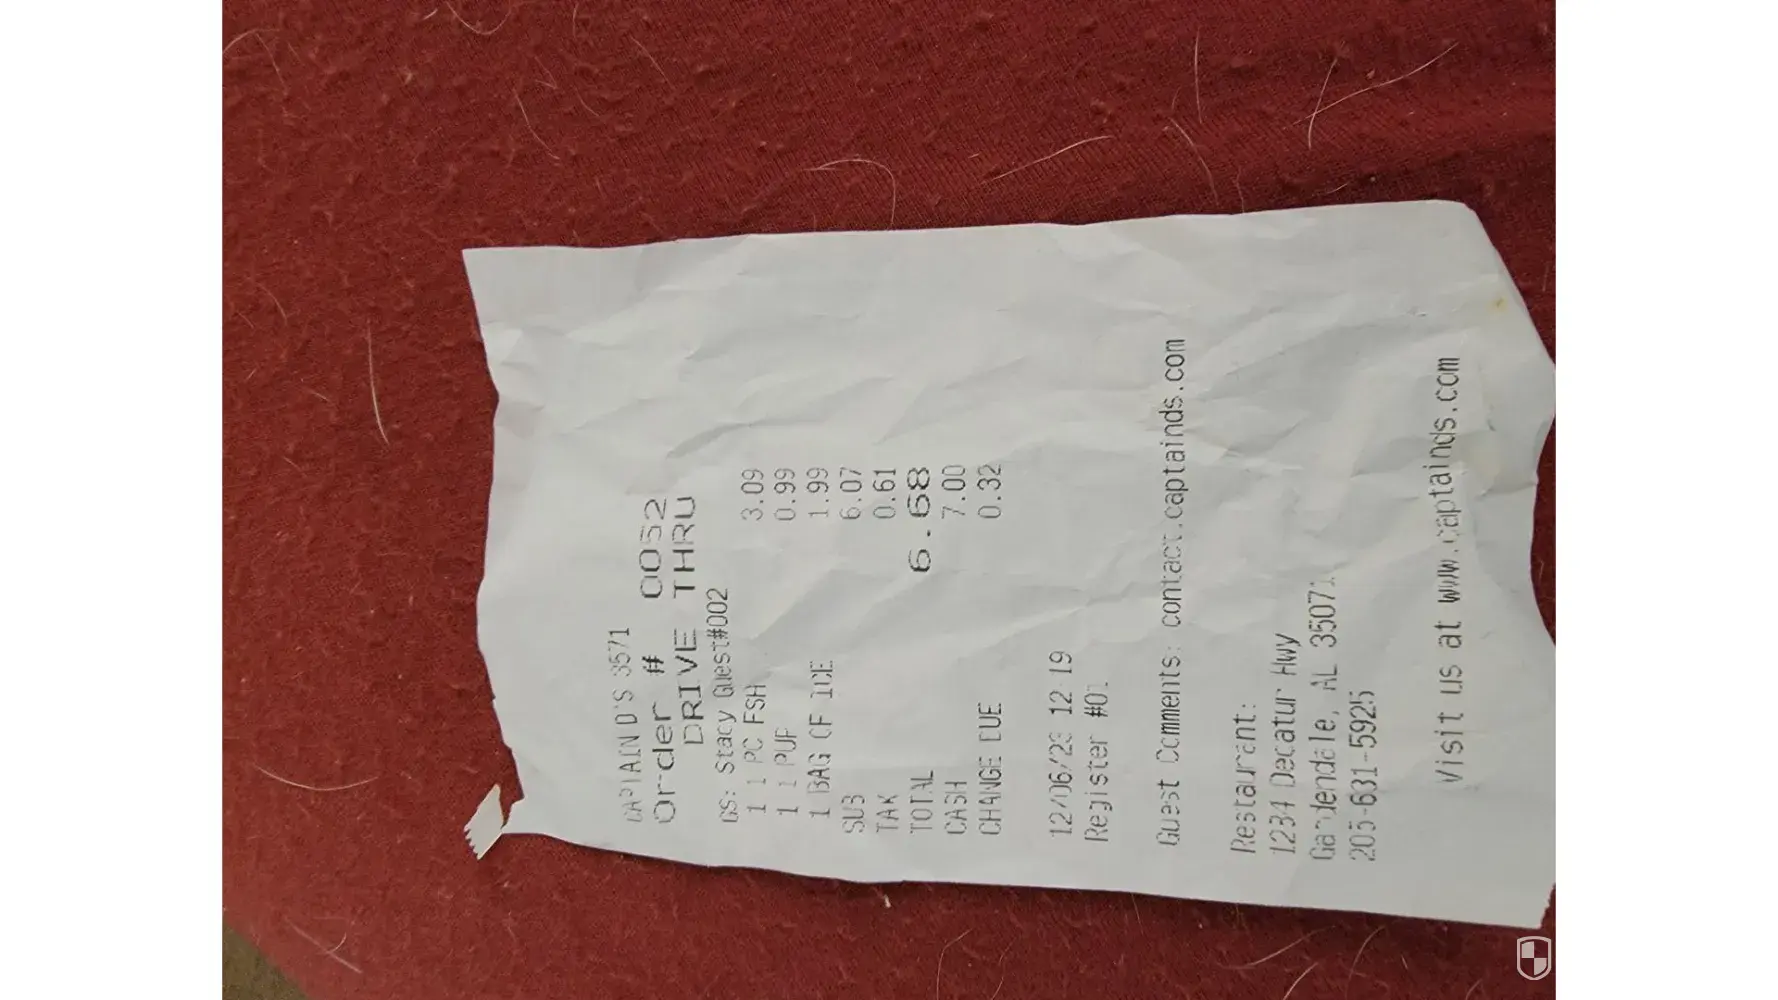 CAPTAIN D'S 3571
Order # 0052
DRIVE THRU
GS: Stacy Guest#002
1 1 PC FSH 3.09
1 1 PUP 0.99
1 BAG OF ICE 1.99
SUB 6.07
TAX 0.61
TOTAL 6.68
CASH 7.00
CHANGE DUE 0.32
12/06/23 12:19
Register #01
Guest Comments: contact.captainds.com
Restaurant:
1234 Decatur Hwy
Gardendale, AL 35071
205-631-5925
Visit us at www.captainds.com